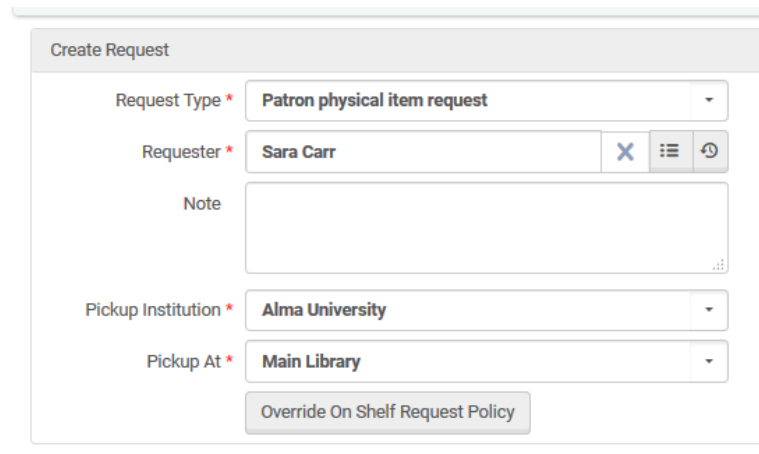 Create Request
Request Type * Patron physical item request
Requester * Sara Carr
Note
Pickup Institution * Alma University
Pickup At * Main Library
Override On Shelf Request Policy